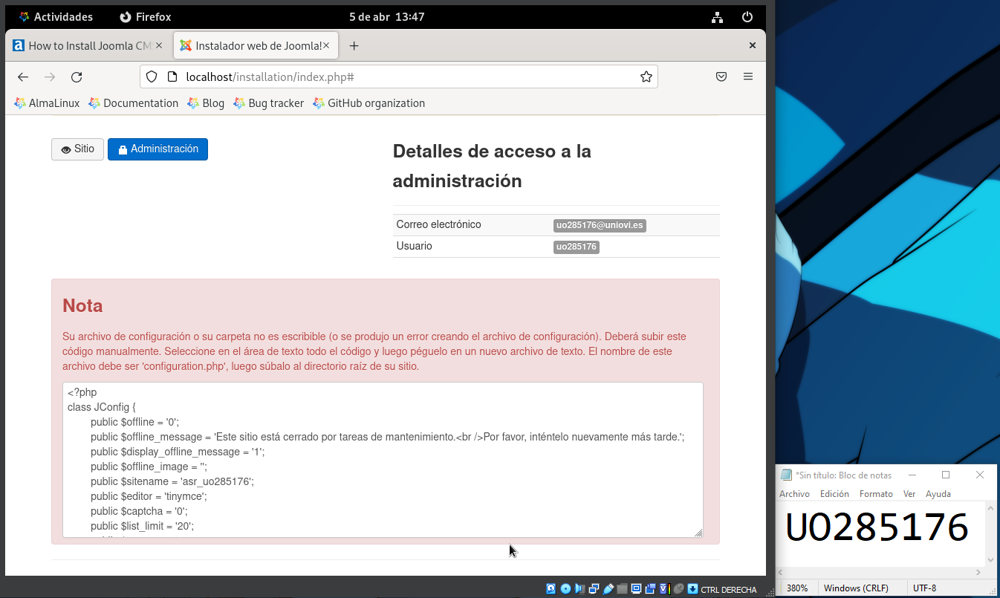 Actividades Firefox 5 de abr 13:47
How to Install Joomla CM Instalador web de Joomla!
localhost/installation/index.php#
AlmaLinux Documentation Blog Bug tracker GitHub organization
Sitio Administración
Detalles de acceso a la
administración
Correo electrónico uo285176@uniovi.es
Usuario uo285176
Nota
Su archivo de configuración o su carpeta no es escribible (o se produjo un error creando el archivo de configuración). Deberá subir este
código manualmente. Seleccione en el área de texto todo el código y luego péguelo en un nuevo archivo de texto. El nombre de este
archivo debe ser 'configuration.php', luego súbalo al directorio raíz de su sitio.
<?php
class JConfig {
public $offline = '0';
public $offline_message = 'Este sitio está cerrado por tareas de mantenimiento.<br />Por favor, inténtelo nuevamente más tarde.';
public $display_offline_message = '1';
public $offline_image = '';
public $sitename = 'asr_uo285176';
public $editor = 'tinymce';
public $captcha = '0';
public $list_limit = '20';
CTRL DERECHA
*Sin título: Bloc de notas
Archivo Edición Formato Ver Ayuda
UO285176
380% Windows (CRLF) UTF-8